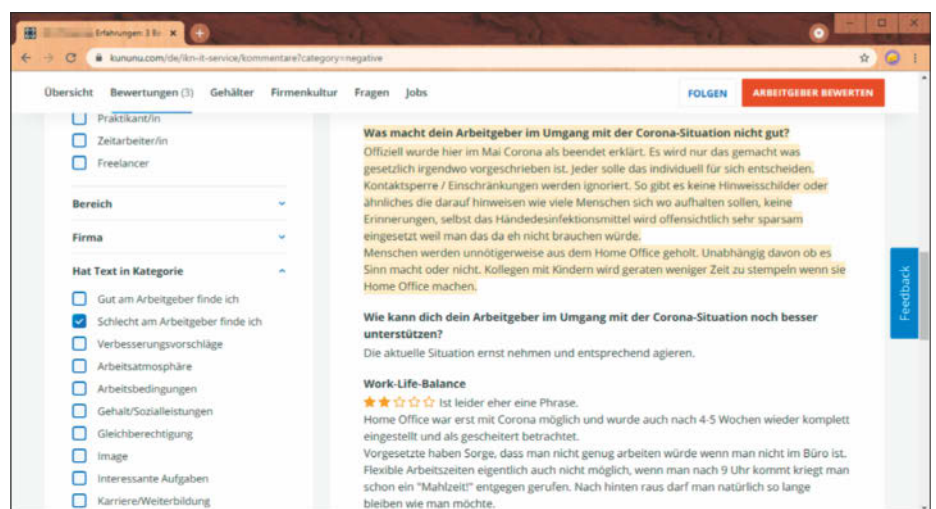 Erfahrungen: 3 Be
kununu.com/de/ikn-it-service/kommentare?category=negative
Übersicht Bewertungen (3) Gehälter Firmenkultur Fragen Jobs FOLGEN ARBEITGEBER BEWERTEN
Praktikant/in
Zeitarbeiter/in
Freelancer
Bereich
Firma
Hat Text in Kategorie
Gut am Arbeitgeber finde ich
Schlecht am Arbeitgeber finde ich
Verbesserungsvorschläge
Arbeitsatmosphäre
Arbeitsbedingungen
Gehalt/Sozialleistungen
Gleichberechtigung
Image
Interessante Aufgaben
Karriere/Weiterbildung
Was macht dein Arbeitgeber im Umgang mit der Corona-Situation nicht gut?
Offiziell wurde hier im Mai Corona als beendet erklärt. Es wird nur das gemacht was
gesetzlich irgendwo vorgeschrieben ist. Jeder solle das individuell für sich entscheiden.
Kontaktsperre / Einschränkungen werden ignoriert. So gibt es keine Hinweisschilder oder
ähnliches die darauf hinweisen wie viele Menschen sich wo aufhalten sollen, keine
Erinnerungen, selbst das Händedesinfektionsmittel wird offensichtlich sehr sparsam
eingesetzt weil man das da eh nicht brauchen würde.
Menschen werden unnötigerweise aus dem Home Office geholt. Unabhängig davon ob es
Sinn macht oder nicht. Kollegen mit Kindern wird geraten weniger Zeit zu stempeln wenn sie
Home Office machen.
Wie kann dich dein Arbeitgeber im Umgang mit der Corona-Situation noch besser
unterstützen?
Die aktuelle Situation ernst nehmen und entsprechend agieren.
Work-Life-Balance
Ist leider eher eine Phrase.
Home Office war erst mit Corona möglich und wurde auch nach 4-5 Wochen wieder komplett
eingestellt und als gescheitert betrachtet.
Vorgesetzte haben Sorge, dass man nicht genug arbeiten würde wenn man nicht im Büro ist.
Flexible Arbeitszeiten eigentlich auch nicht möglich, wenn man nach 9 Uhr kommt kriegt man
schon ein "Mahlzeit!" entgegen gerufen. Nach hinten raus darf man natürlich so lange
bleiben wie man möchte.
Feedback